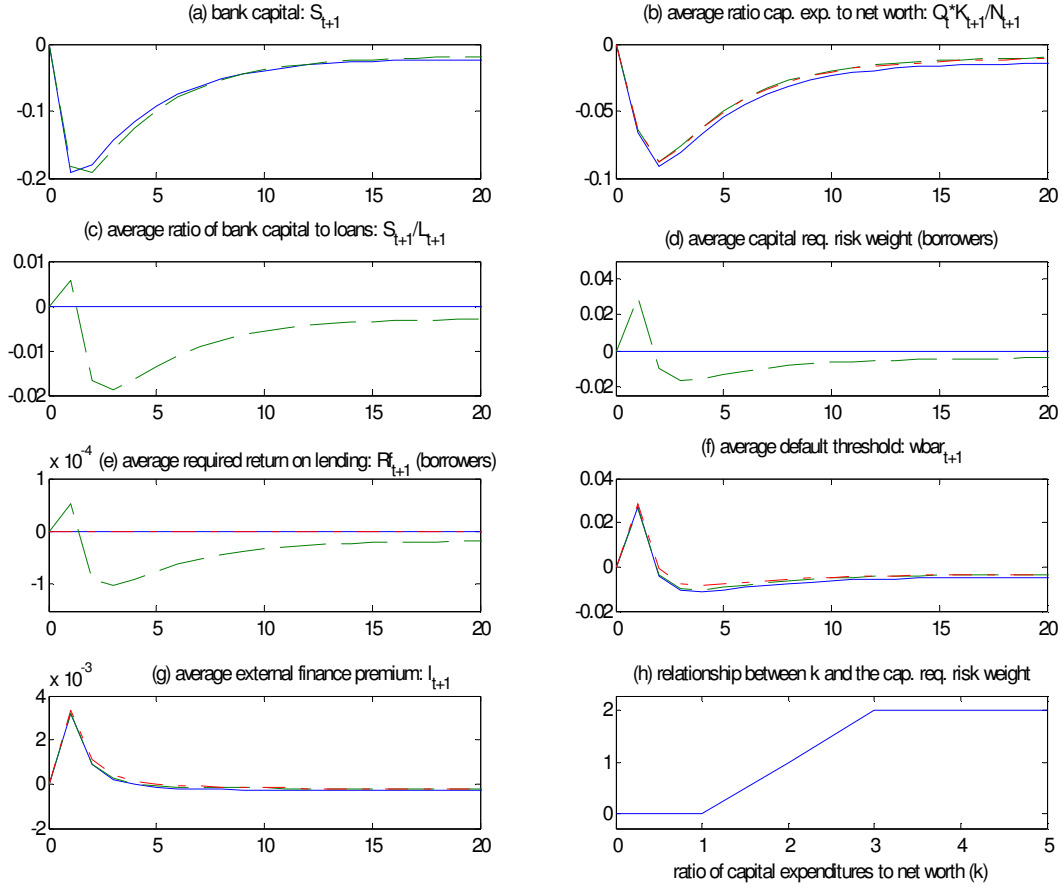 (a) bank capital: S_{t+1}
0
-0.1
-0.2
0 5 10 15 20
(b) average ratio cap. exp. to net worth: Q_t*K_{t+1}/N_{t+1}
0
-0.05
-0.1
0 5 10 15 20
(c) average ratio of bank capital to loans: S_{t+1}/L_{t+1}
0.01
0
-0.01
-0.02
0 5 10 15 20
(d) average capital req. risk weight (borrowers)
0.04
0.02
0
-0.02
0 5 10 15 20
x 10^{-4} (e) average required return on lending: Rf_{t+1} (borrowers)
1
0
-1
0 5 10 15 20
(f) average default threshold: wbar_{t+1}
0.04
0.02
0
-0.02
0 5 10 15 20
x 10^{-3} (g) average external finance premium: l_{t+1}
4
2
0
-2
0 5 10 15 20
(h) relationship between k and the cap. req. risk weight
2
1
0
0 1 2 3 4 5
ratio of capital expenditures to net worth (k)